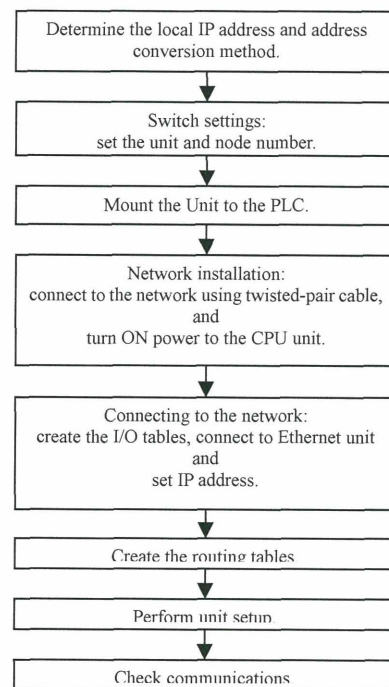 Determine the local IP address and address
conversion method.
Switch settings:
set the unit and node number.
Mount the Unit to the PLC.
Network installation:
connect to the network using twisted-pair cable,
and
turn ON power to the CPU unit.
Connecting to the network:
create the I/O tables, connect to Ethernet unit
and
set IP address.
Create the routing tables
Perform unit setup.
Check communications